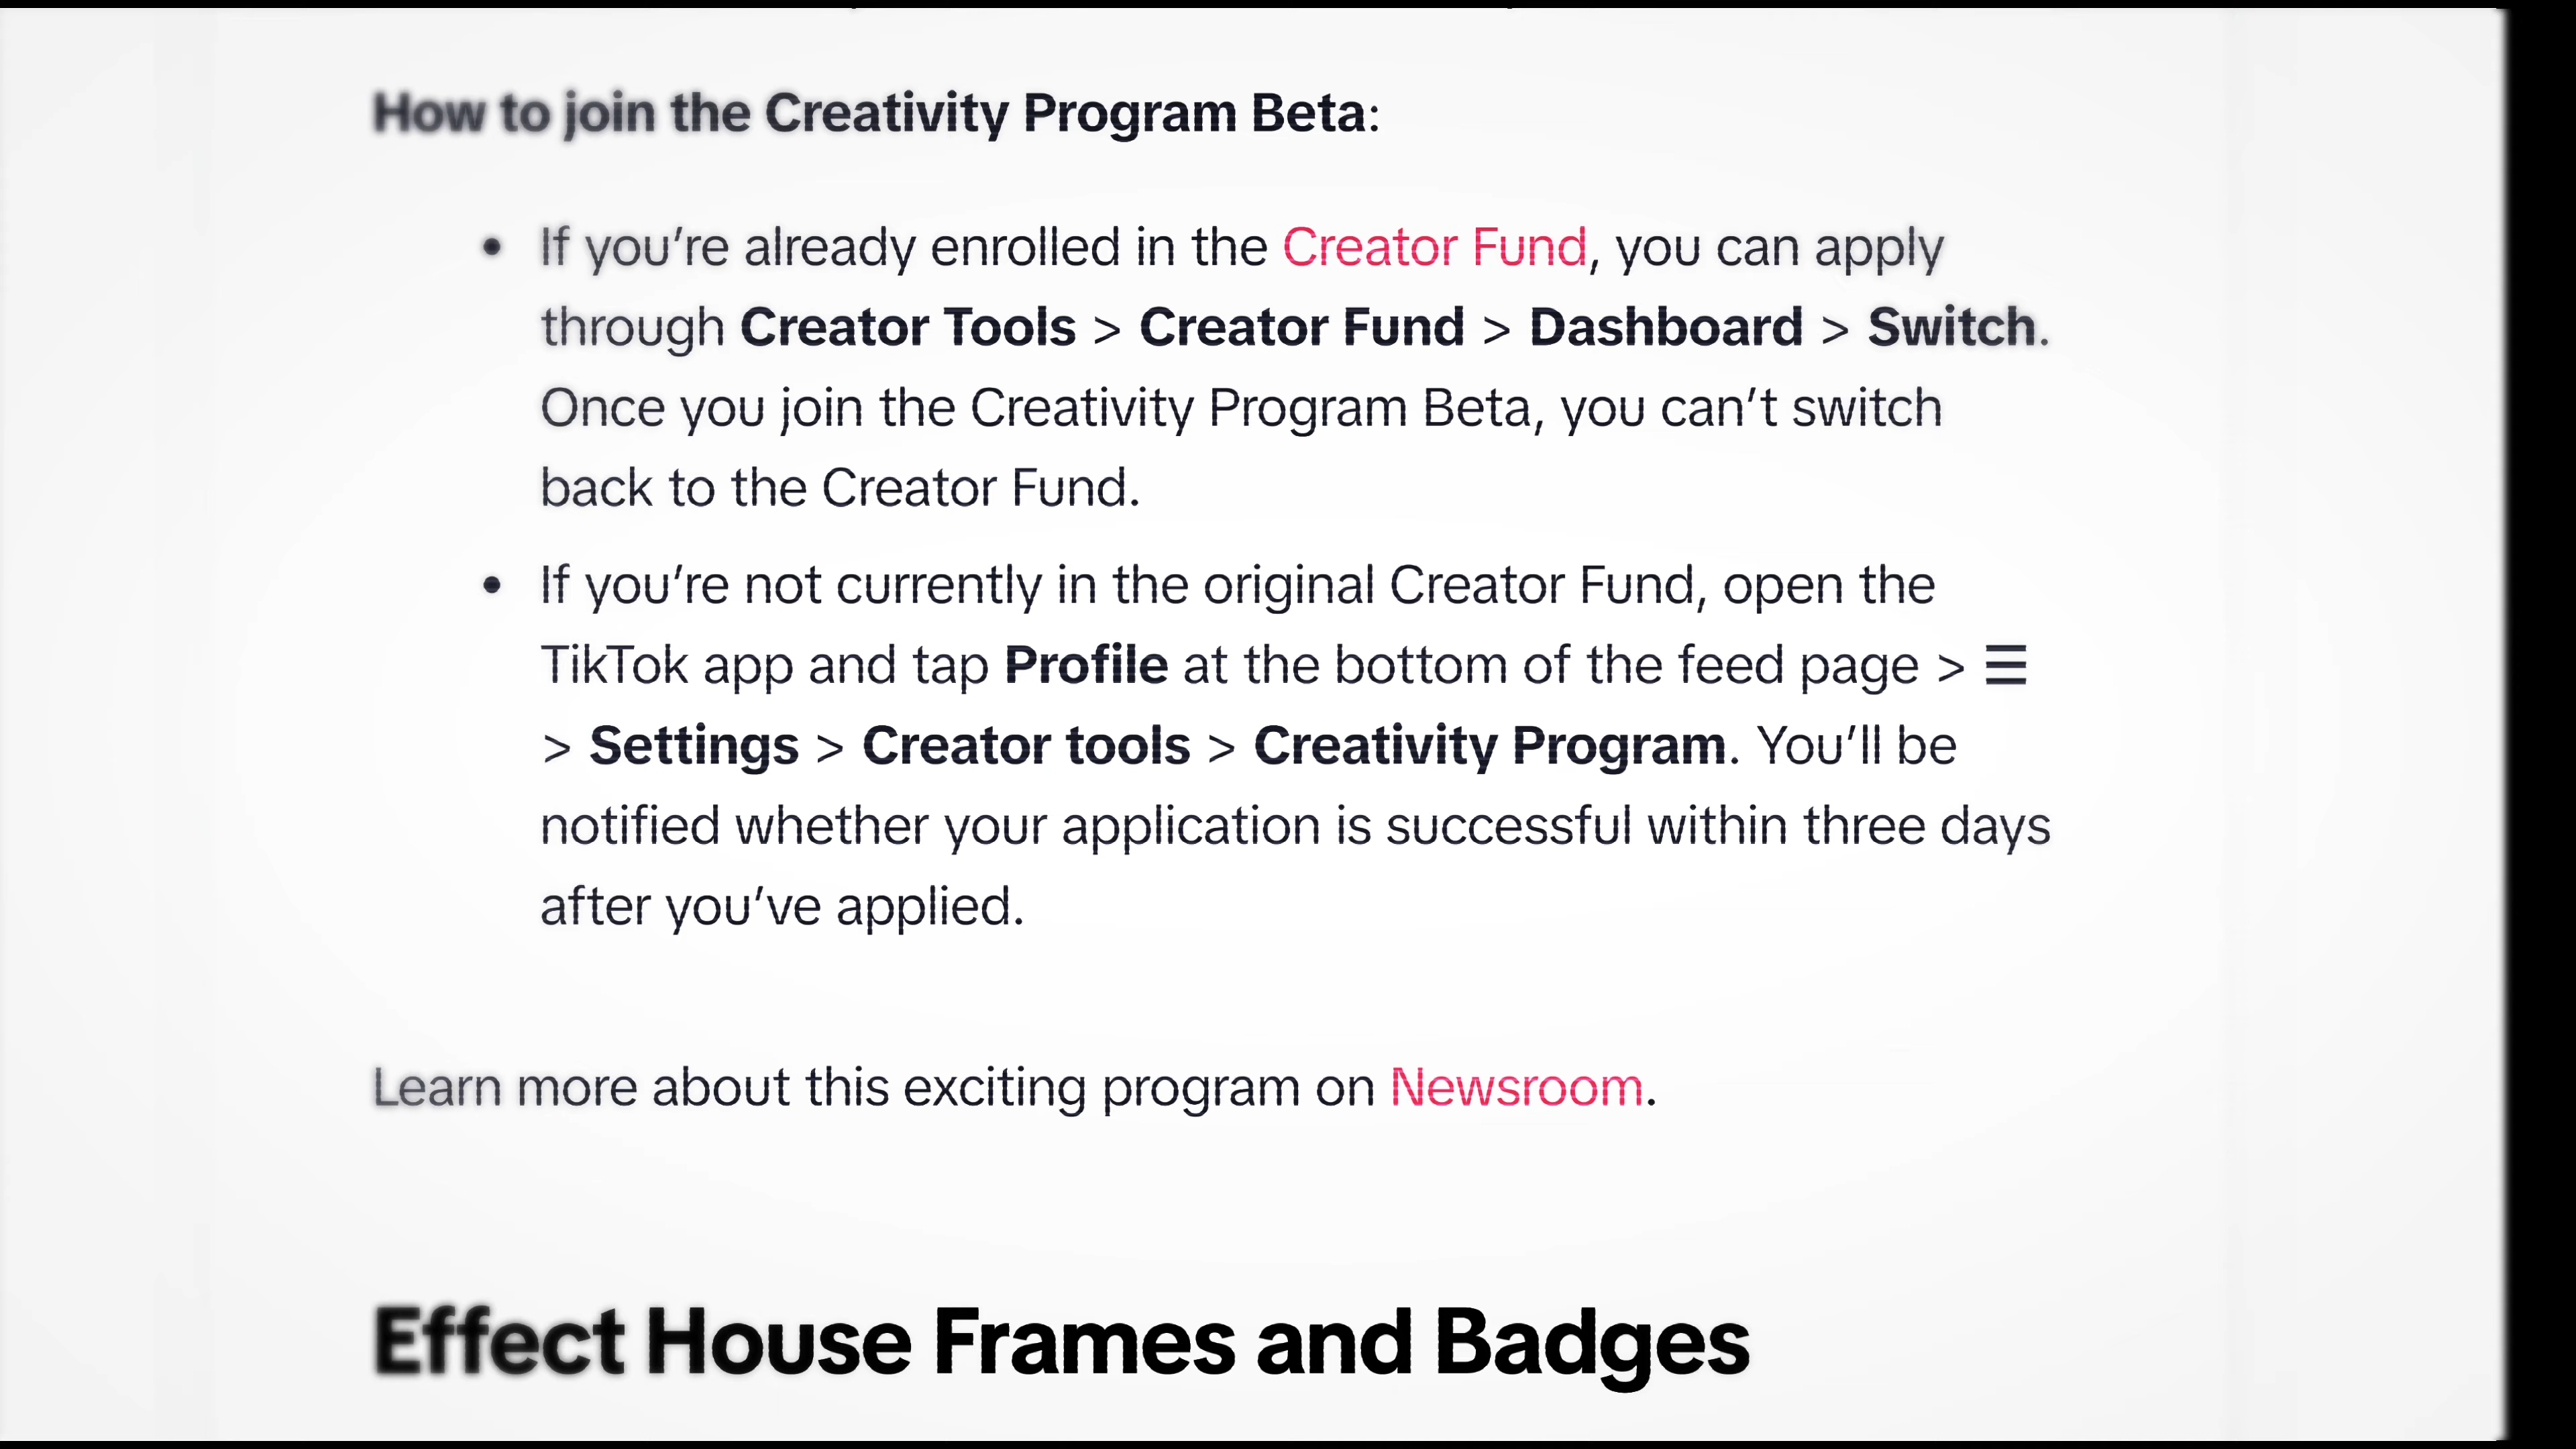 How to join the Creativity Program Beta:
• If you’re already enrolled in the Creator Fund, you can apply
through Creator Tools > Creator Fund > Dashboard > Switch.
Once you join the Creativity Program Beta, you can’t switch
back to the Creator Fund.
• If you’re not currently in the original Creator Fund, open the
TikTok app and tap Profile at the bottom of the feed page > ☰
> Settings > Creator tools > Creativity Program. You’ll be
notified whether your application is successful within three days
after you’ve applied.
Learn more about this exciting program on Newsroom.
Effect House Frames and Badges